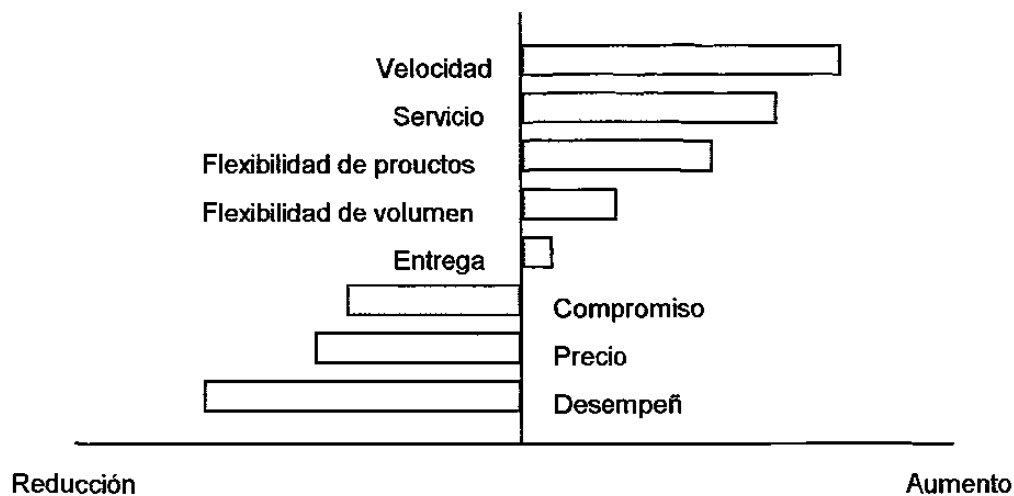 Velocidad
Servicio
Flexibilidad de prouctos
Flexibilidad de volumen
Entrega
Compromiso
Precio
Desempeñ
Reducción
Aumento